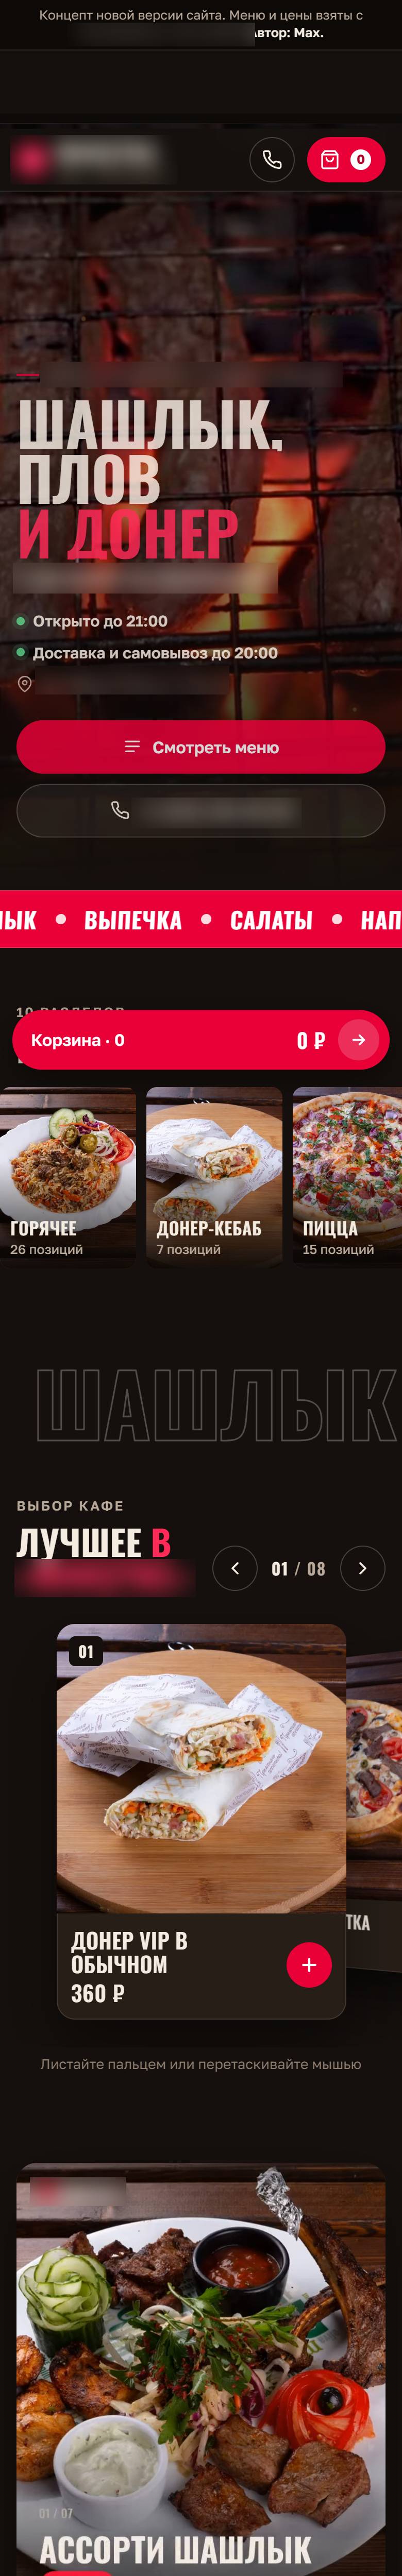 Концепт новой версии сайта. Меню и цены взяты с
Автор: Max.
0
ШАШЛЫК,
ПЛОВ
И ДОНЕР
Открыто до 21:00
Доставка и самовывоз до 20:00
Смотреть меню
ВЫПЕЧКА • САЛАТЫ •
Корзина · 0
0 ₽
ГОРЯЧЕЕ
26 позиций
ДОНЕР-КЕБАБ
7 позиций
ПИЦЦА
15 позиций
ШАШЛЫК
ВЫБОР КАФЕ
ЛУЧШЕЕ В
01 / 08
01
ДОНЕР VIP В
ОБЫЧНОМ
360 ₽
Листайте пальцем или перетаскивайте мышью
01 / 07
АССОРТИ ШАШЛЫК